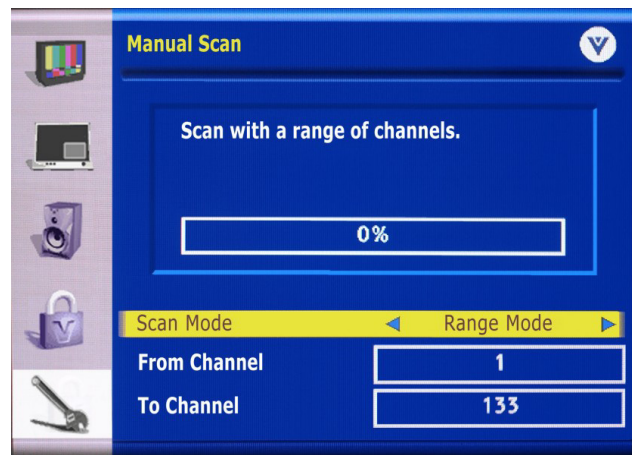 Manual Scan
Scan with a range of channels.
0%
Scan Mode Range Mode
From Channel 1
To Channel 133